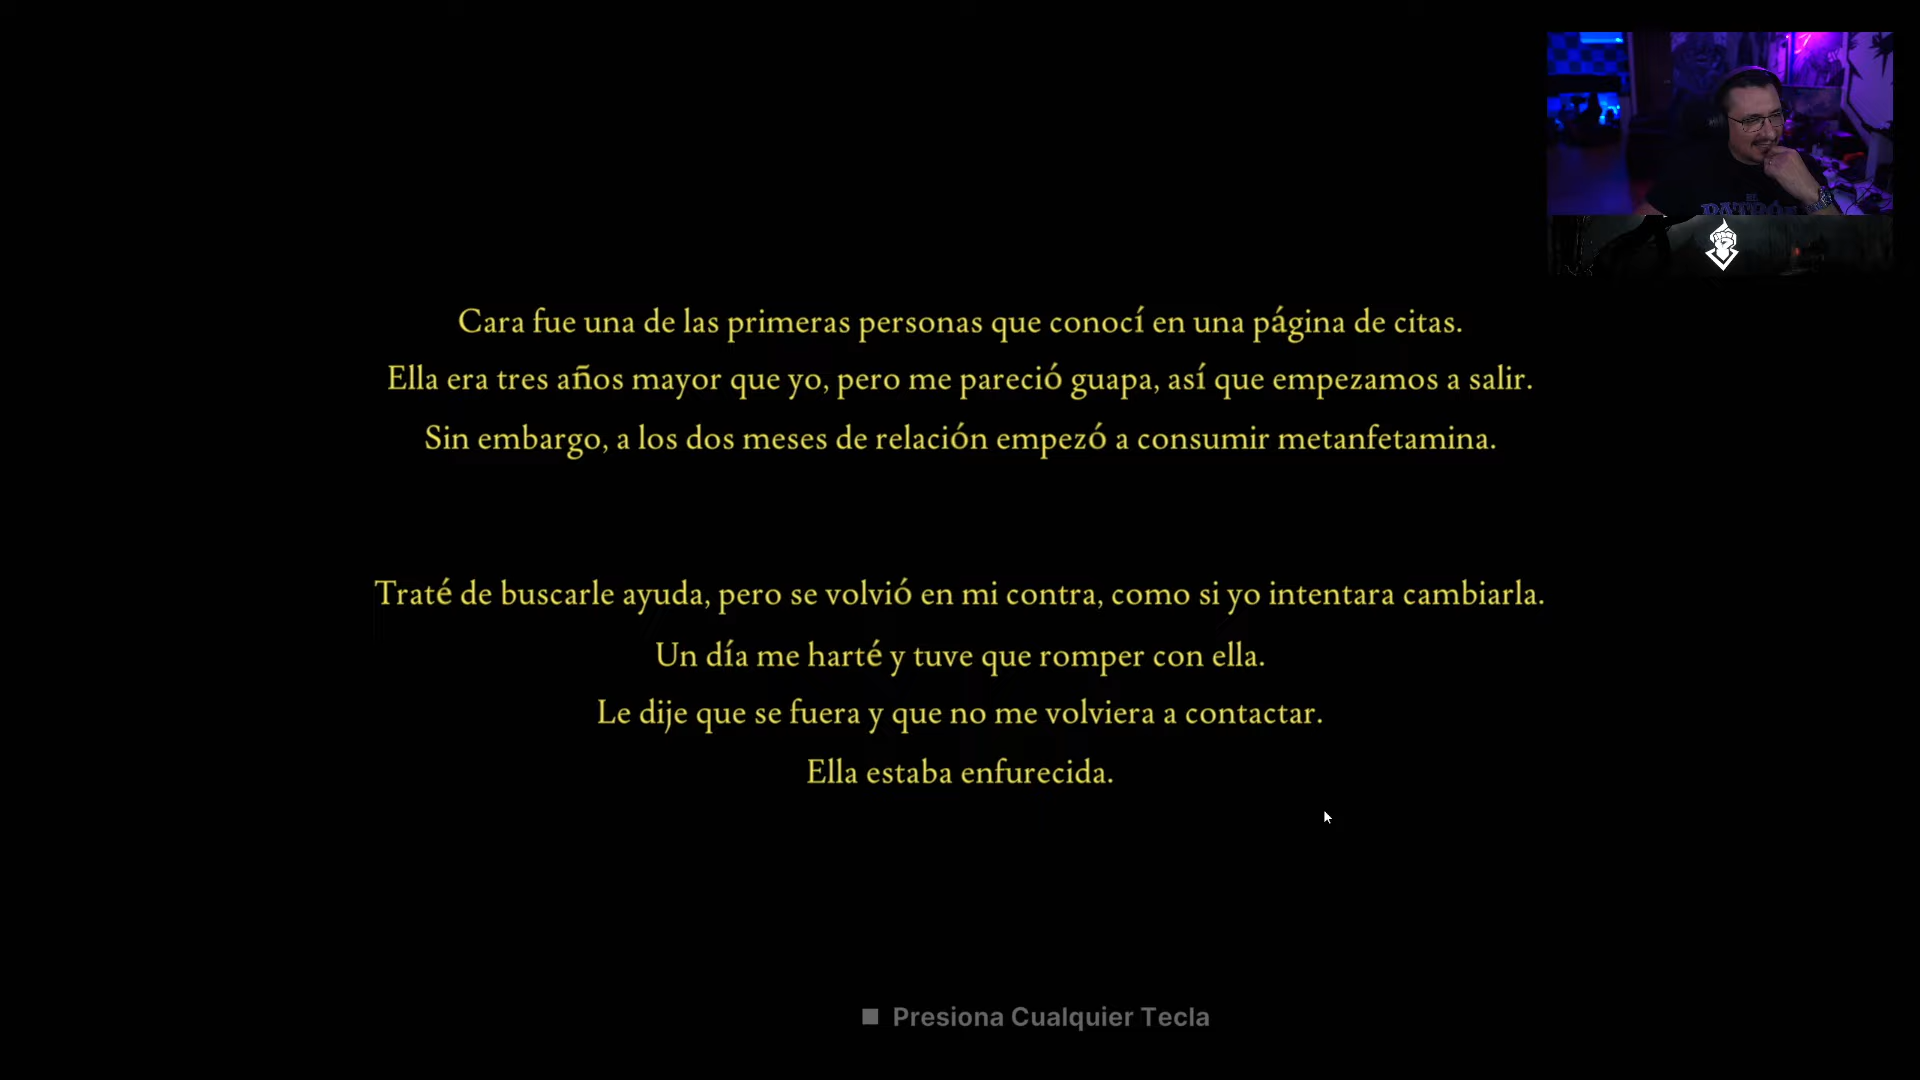 Cara fue una de las primeras personas que conocí en una página de citas.
Ella era tres años mayor que yo, pero me pareció guapa, así que empezamos a salir.
Sin embargo, a los dos meses de relación empezó a consumir metanfetamina.
Traté de buscarle ayuda, pero se volvió en mi contra, como si yo intentara cambiarla.
Un día me harté y tuve que romper con ella.
Le dije que se fuera y que no me volviera a contactar.
Ella estaba enfurecida.
Presiona Cualquier Tecla